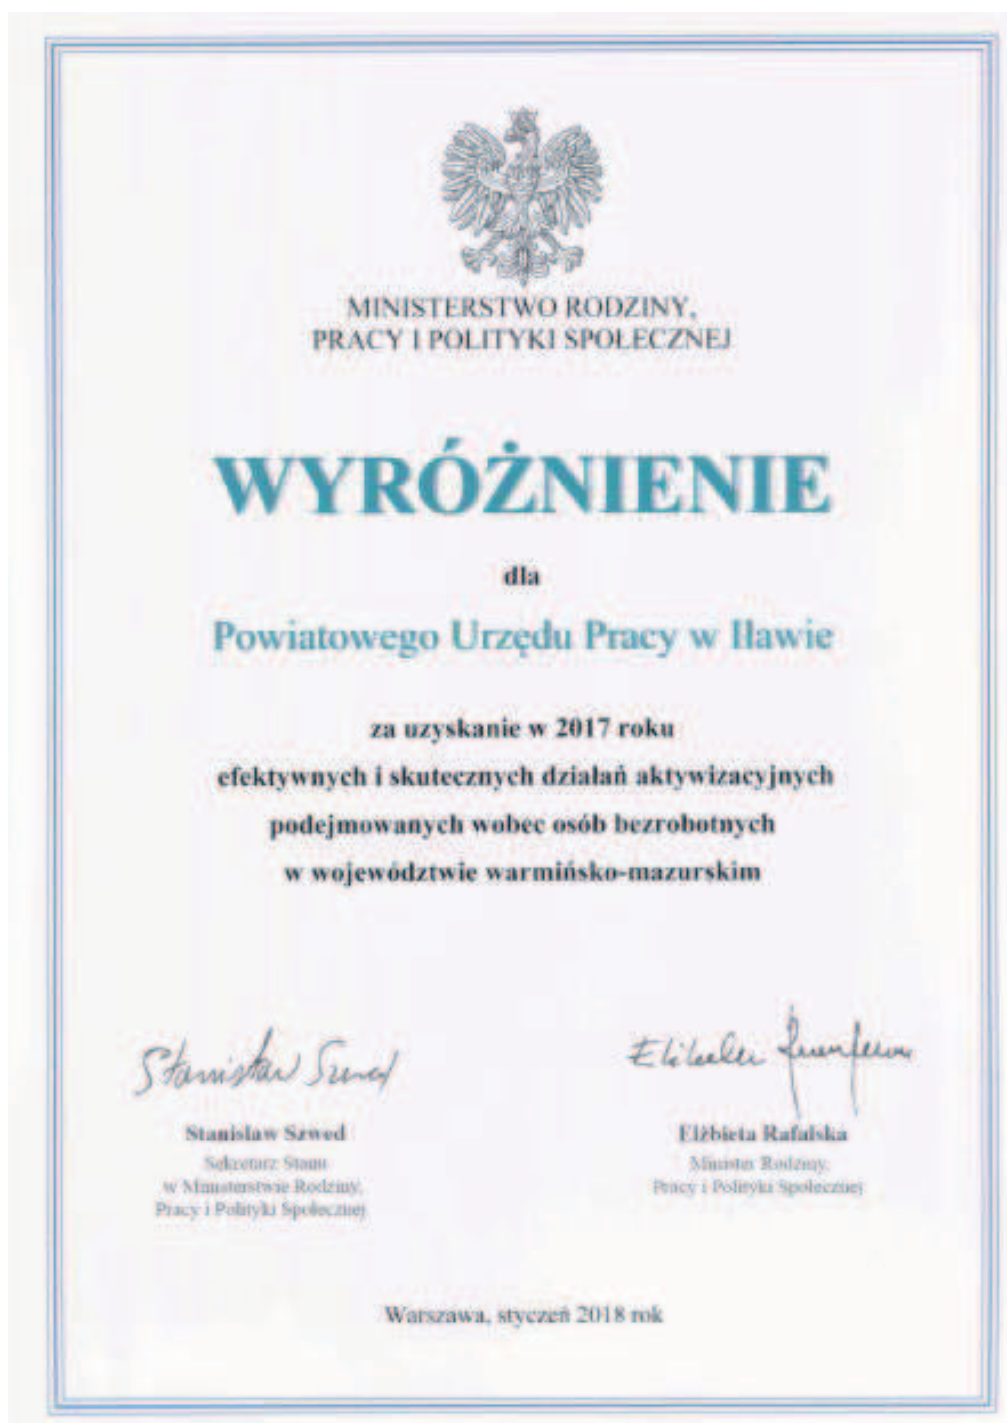 MINISTERSTWO RODZINY,
PRACY I POLITYKI SPOŁECZNEJ
WYRÓŻNIENIE
dla
Powiatowego Urzędu Pracy w Iławie
za uzyskanie w 2017 roku
efektywnych i skutecznych działań aktywizacyjnych
podejmowanych wobec osób bezrobotnych
w województwie warmińsko-mazurskim
Stanisław Szwed
Stanisław Szwed
Sekretarz Stanu
w Ministerstwie Rodziny,
Pracy i Polityki Społecznej
Elżbieta Rafalska
Minister Rodziny,
Pracy i Polityki Społecznej
Warszawa, styczeń 2018 rok